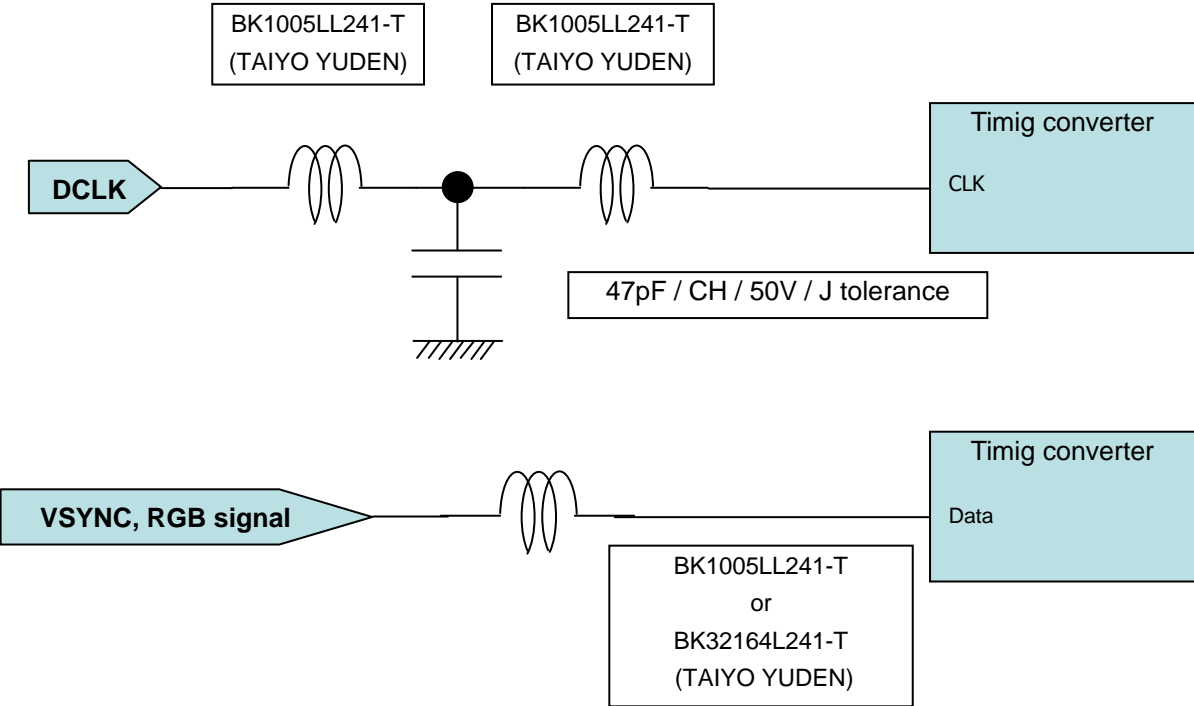 BK1005LL241-T
(TAIYO YUDEN)
BK1005LL241-T
(TAIYO YUDEN)
Timig converter
DCLK
CLK
47pF / CH / 50V / J tolerance
Timig converter
VSYNC, RGB signal
Data
BK1005LL241-T
or
BK32164L241-T
(TAIYO YUDEN)